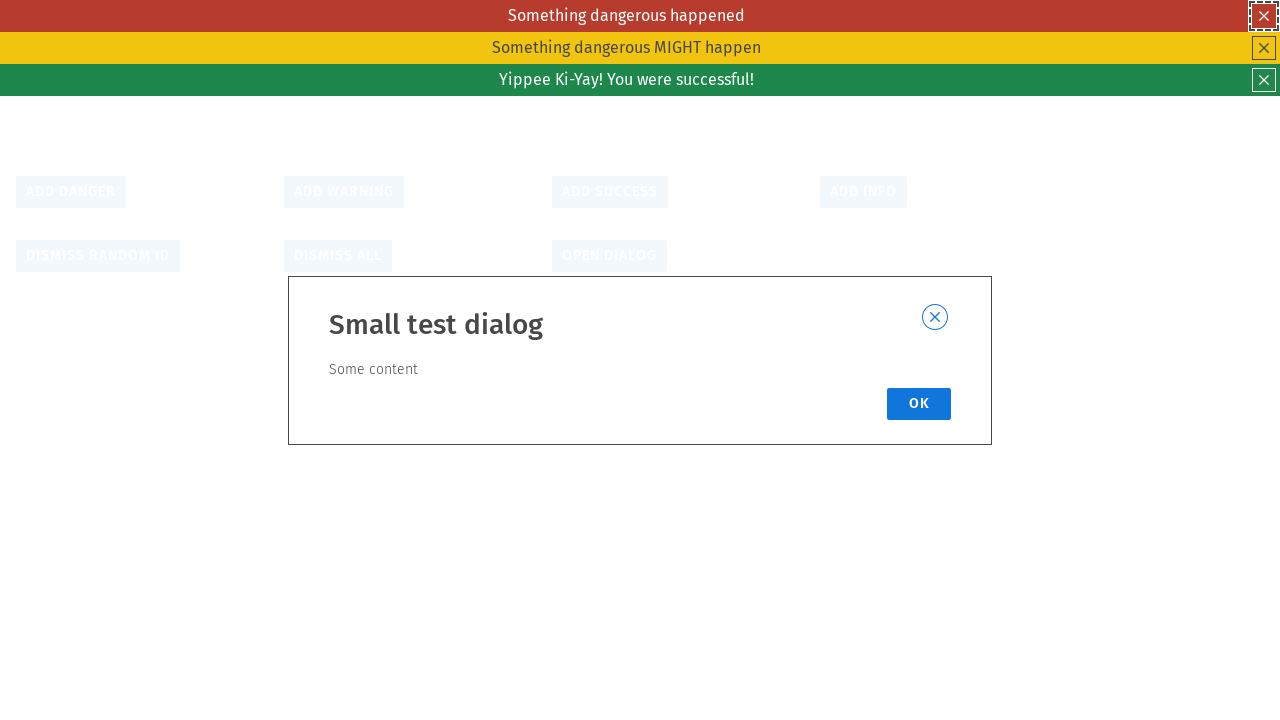 Something dangerous happened
Something dangerous MIGHT happen
Yippee Ki-Yay! You were successful!
ADD DANGER
ADD WARNING
ADD SUCCESS
ADD INFO
DISMISS RANDOM ID
DISMISS ALL
OPEN DIALOG
Small test dialog
Some content
OK